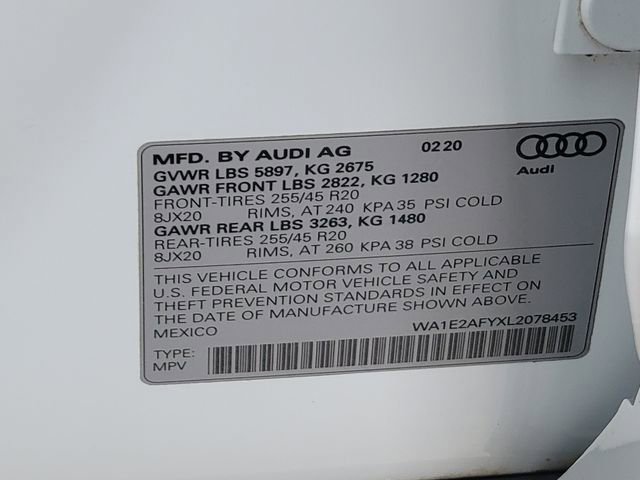 MFD. BY AUDI AG 02 20
GVWR LBS 5897, KG 2675
GAWR FRONT LBS 2822, KG 1280
FRONT-TIRES 255/45 R20
8JX20 RIMS, AT 240 KPA 35 PSI COLD
GAWR REAR LBS 3263, KG 1480
REAR-TIRES 255/45 R20
8JX20 RIMS, AT 260 KPA 38 PSI COLD
Audi
THIS VEHICLE CONFORMS TO ALL APPLICABLE
U.S. FEDERAL MOTOR VEHICLE SAFETY AND
THEFT PREVENTION STANDARDS IN EFFECT ON
THE DATE OF MANUFACTURE SHOWN ABOVE.
MEXICO WA1E2AFYXL2078453
TYPE:
MPV